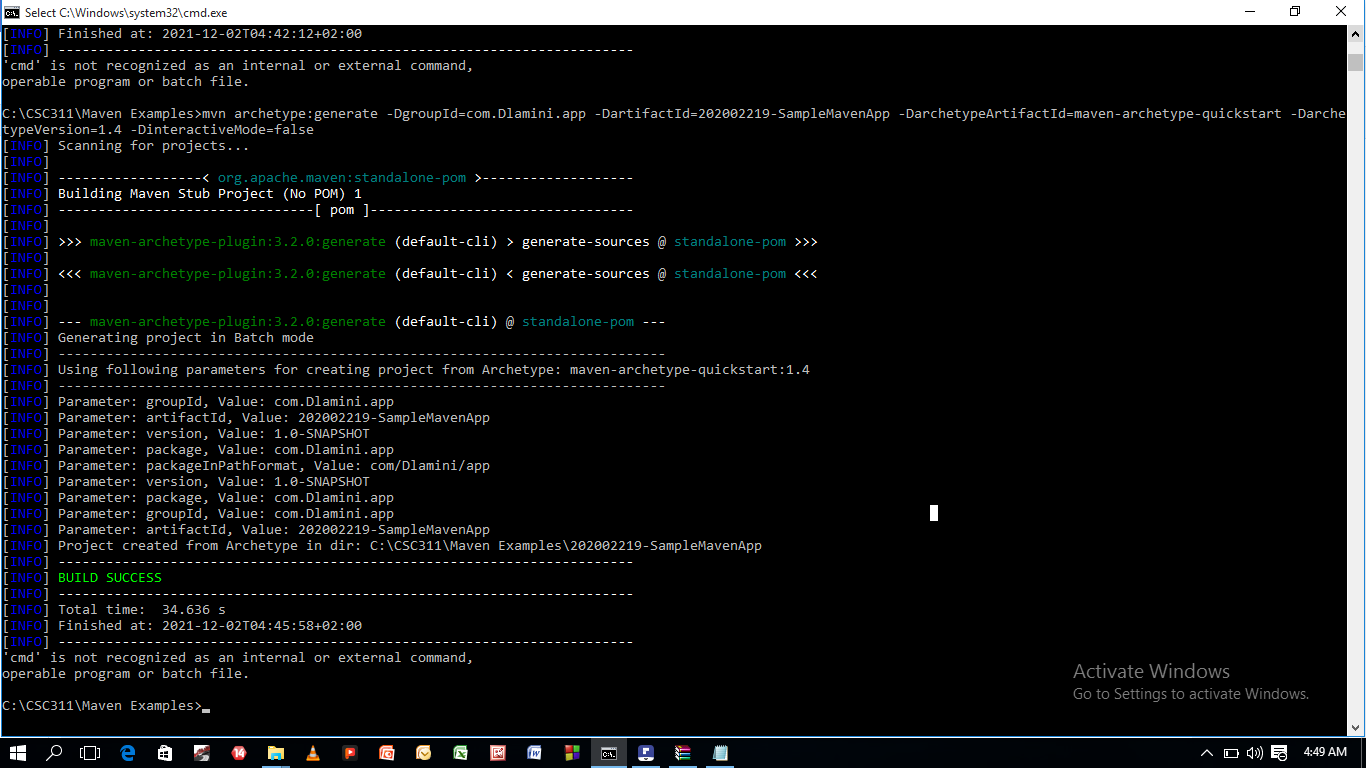 Select C:\Windows\system32\cmd.exe
[INFO] Finished at: 2021-12-02T04:42:12+02:00
[INFO] ------------------------------------------------------------------------
'cmd' is not recognized as an internal or external command,
operable program or batch file.
C:\CSC311\Maven Examples>mvn archetype:generate -DgroupId=com.Dlamini.app -DartifactId=202002219-SampleMavenApp -DarchetypeArtifactId=maven-archetype-quickstart -Darche
typeVersion=1.4 -DinteractiveMode=false
[INFO] Scanning for projects...
[INFO]
[INFO] ------------------< org.apache.maven:standalone-pom >-------------------
[INFO] Building Maven Stub Project (No POM) 1
[INFO] --------------------------------[ pom ]---------------------------------
[INFO]
[INFO] >>> maven-archetype-plugin:3.2.0:generate (default-cli) > generate-sources @ standalone-pom >>>
[INFO]
[INFO] <<< maven-archetype-plugin:3.2.0:generate (default-cli) < generate-sources @ standalone-pom <<<
[INFO]
[INFO]
[INFO] --- maven-archetype-plugin:3.2.0:generate (default-cli) @ standalone-pom ---
[INFO] Generating project in Batch mode
[INFO] ----------------------------------------------------------------------------
[INFO] Using following parameters for creating project from Archetype: maven-archetype-quickstart:1.4
[INFO] ----------------------------------------------------------------------------
[INFO] Parameter: groupId, Value: com.Dlamini.app
[INFO] Parameter: artifactId, Value: 202002219-SampleMavenApp
[INFO] Parameter: version, Value: 1.0-SNAPSHOT
[INFO] Parameter: package, Value: com.Dlamini.app
[INFO] Parameter: packageInPathFormat, Value: com/Dlamini/app
[INFO] Parameter: version, Value: 1.0-SNAPSHOT
[INFO] Parameter: package, Value: com.Dlamini.app
[INFO] Parameter: groupId, Value: com.Dlamini.app
[INFO] Parameter: artifactId, Value: 202002219-SampleMavenApp
[INFO] Project created from Archetype in dir: C:\CSC311\Maven Examples\202002219-SampleMavenApp
[INFO] ------------------------------------------------------------------------
[INFO] BUILD SUCCESS
[INFO] ------------------------------------------------------------------------
[INFO] Total time:  34.636 s
[INFO] Finished at: 2021-12-02T04:45:58+02:00
[INFO] ------------------------------------------------------------------------
'cmd' is not recognized as an internal or external command,
operable program or batch file.
C:\CSC311\Maven Examples>
Activate Windows
Go to Settings to activate Windows.
4:49 AM